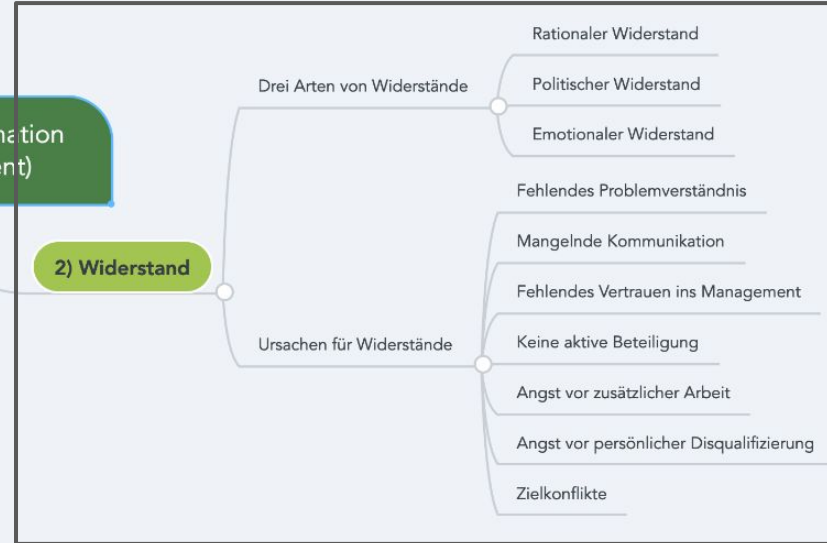 nation
ent)
2) Widerstand
Drei Arten von Widerstände
Rationaler Widerstand
Politischer Widerstand
Emotionaler Widerstand
Ursachen für Widerstände
Fehlendes Problemverständnis
Mangelnde Kommunikation
Fehlendes Vertrauen ins Management
Keine aktive Beteiligung
Angst vor zusätzlicher Arbeit
Angst vor persönlicher Disqualifizierung
Zielkonflikte